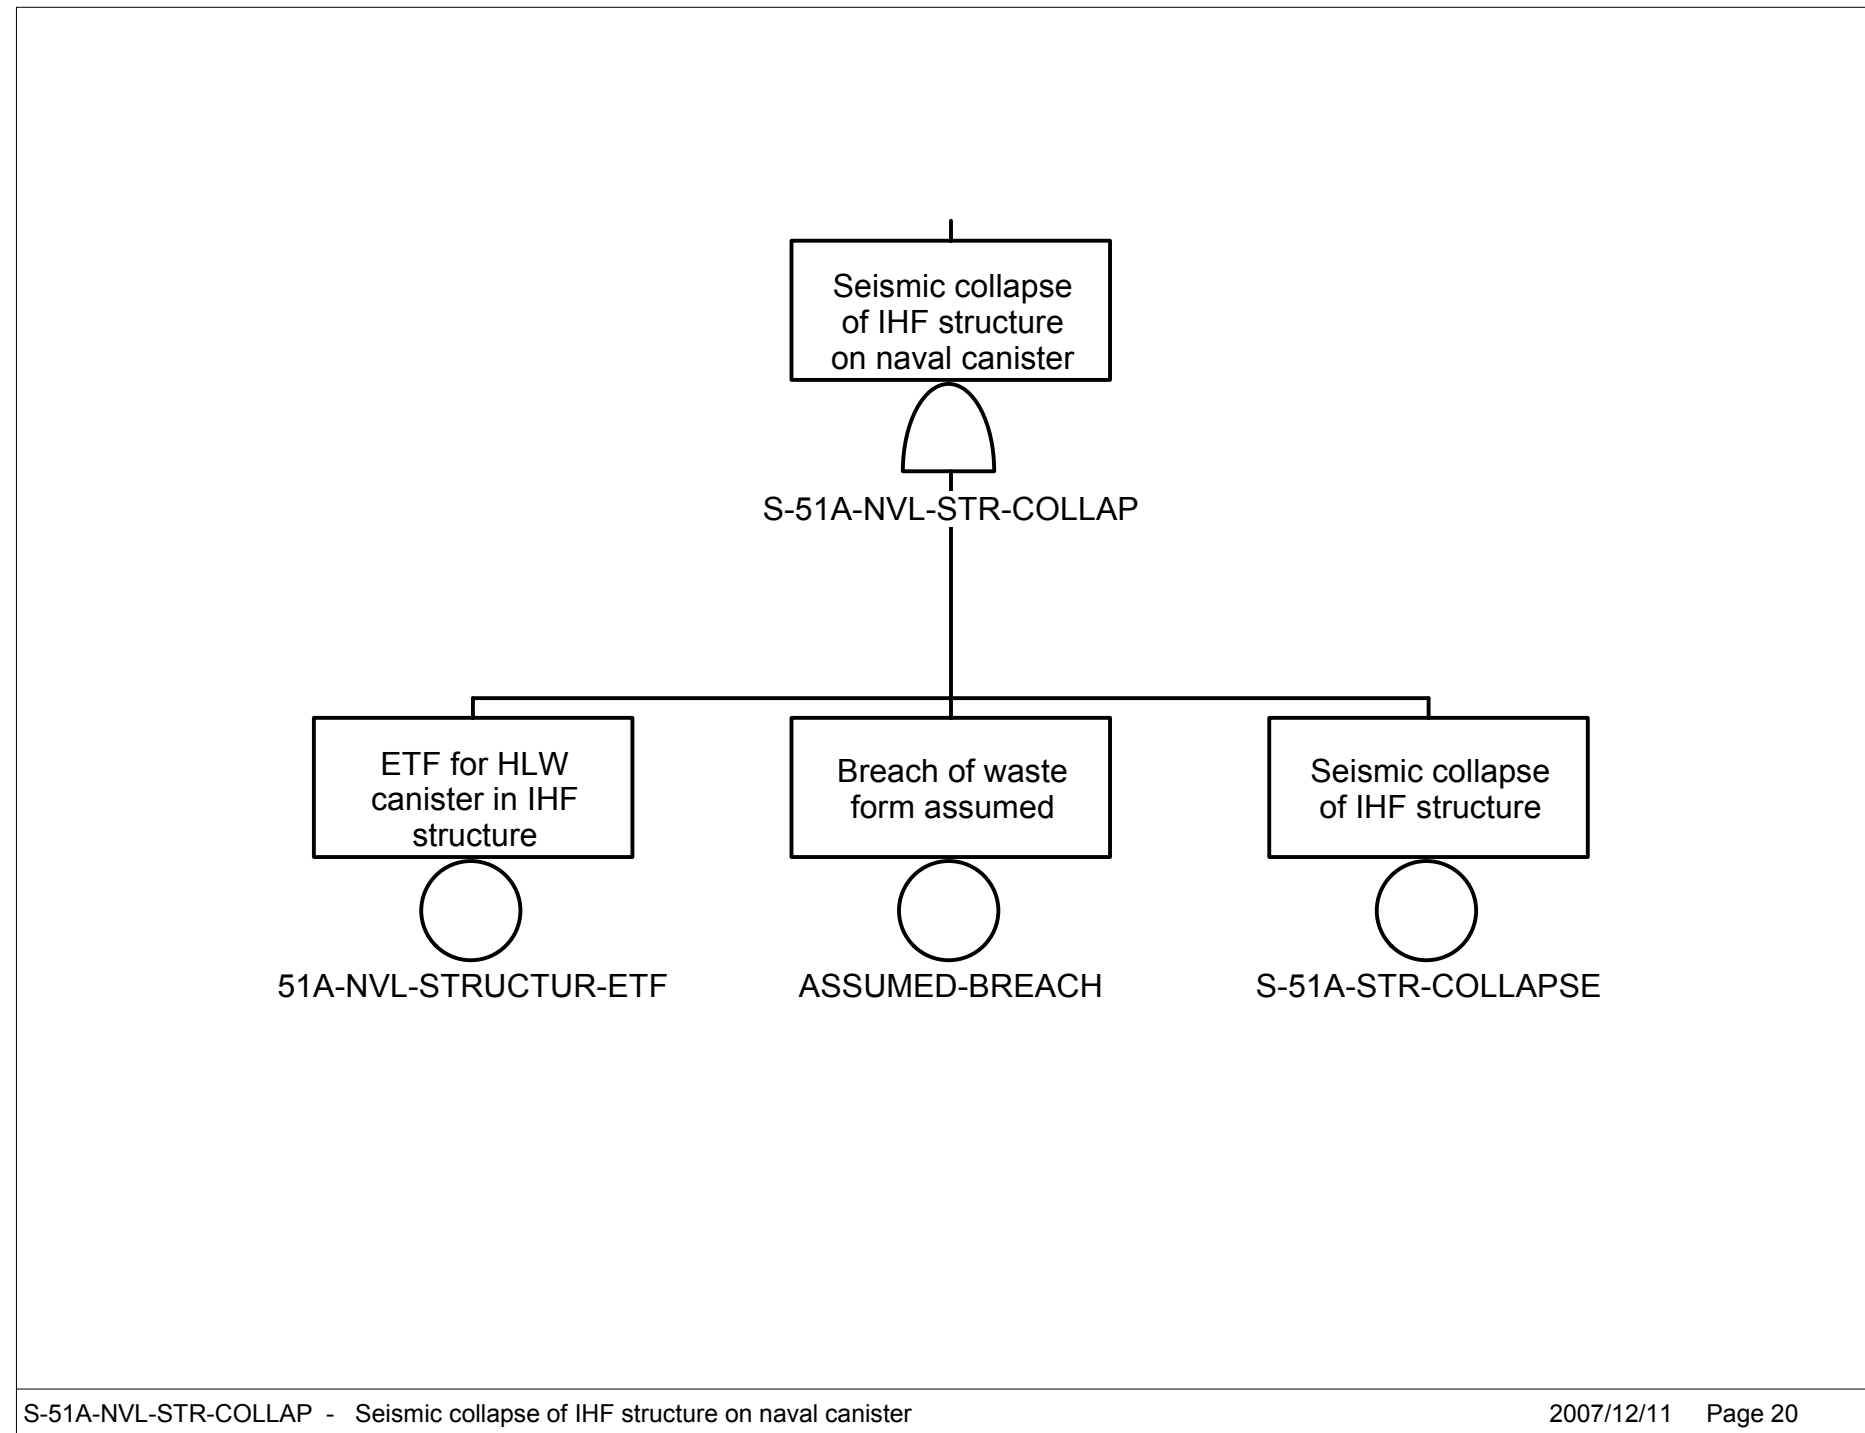 Seismic collapse
of IHF structure
on naval canister
S-51A-NVL-STR-COLLAP
ETF for HLW
canister in IHF
structure
51A-NVL-STRUCTUR-ETF
Breach of waste
form assumed
ASSUMED-BREACH
Seismic collapse
of IHF structure
S-51A-STR-COLLAPSE
S-51A-NVL-STR-COLLAP - Seismic collapse of IHF structure on naval canister
2007/12/11 Page 20